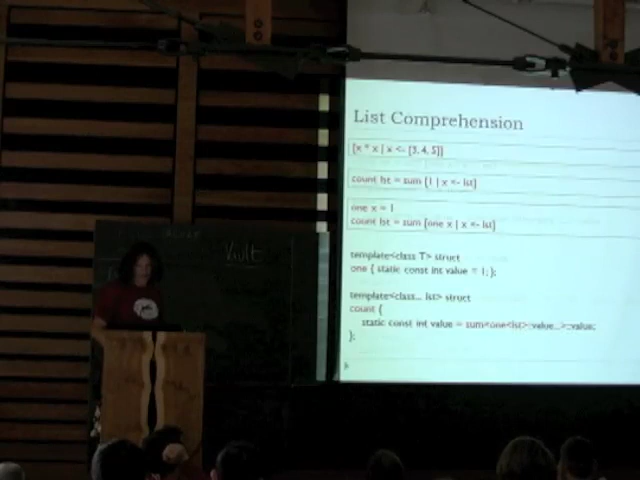 List Comprehension
[x * x | x <- [3, 4, 5]]
count lst = sum [1 | x <- lst]
one x = 1
count lst = sum [one x | x <- lst]
template<class T> struct
one { static const int value = 1; };
template<class... lst> struct
count {
static const int value = sum<one<lst>::value...>::value;
};
Vault